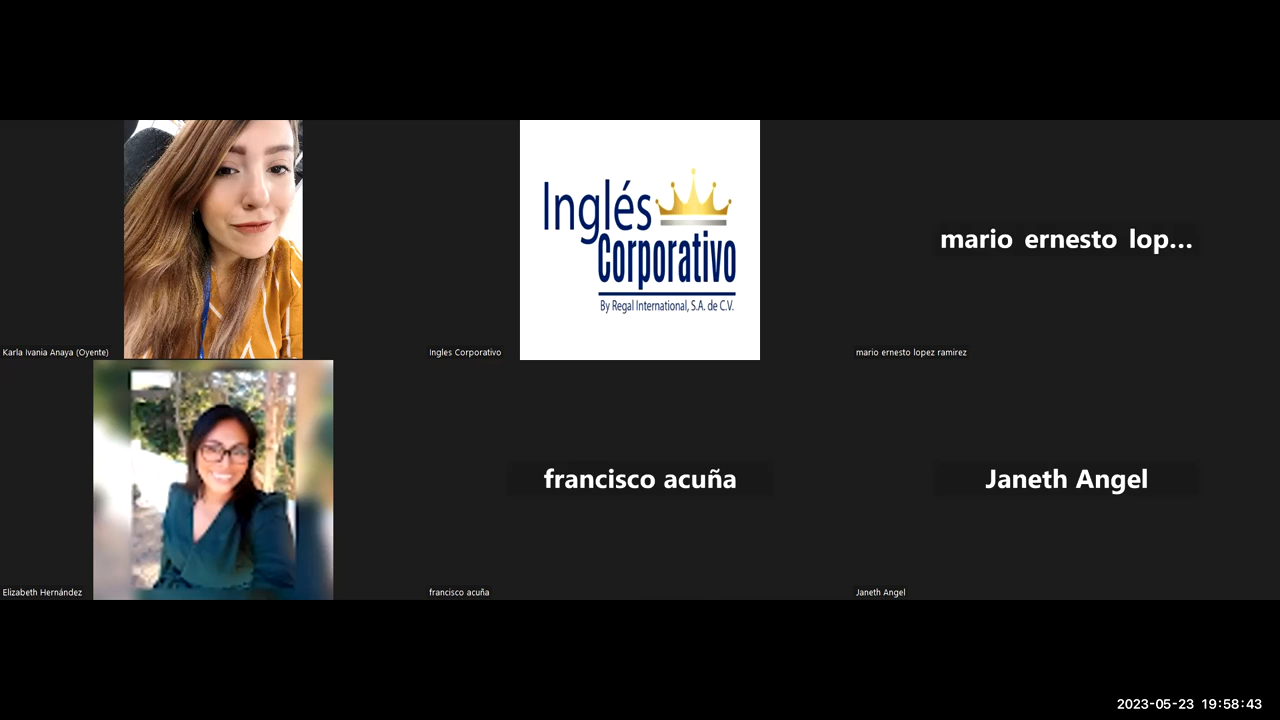 Inglés
Corporativo
By Regal International, S.A. de C.V.
mario ernesto lop...
Karla Ivania Anaya (Oyente)
Ingles Corporativo
mario ernesto lopez ramirez
francisco acuña
Janeth Angel
Elizabeth Hernández
francisco acuña
Janeth Angel
2023-05-23 19:58:43